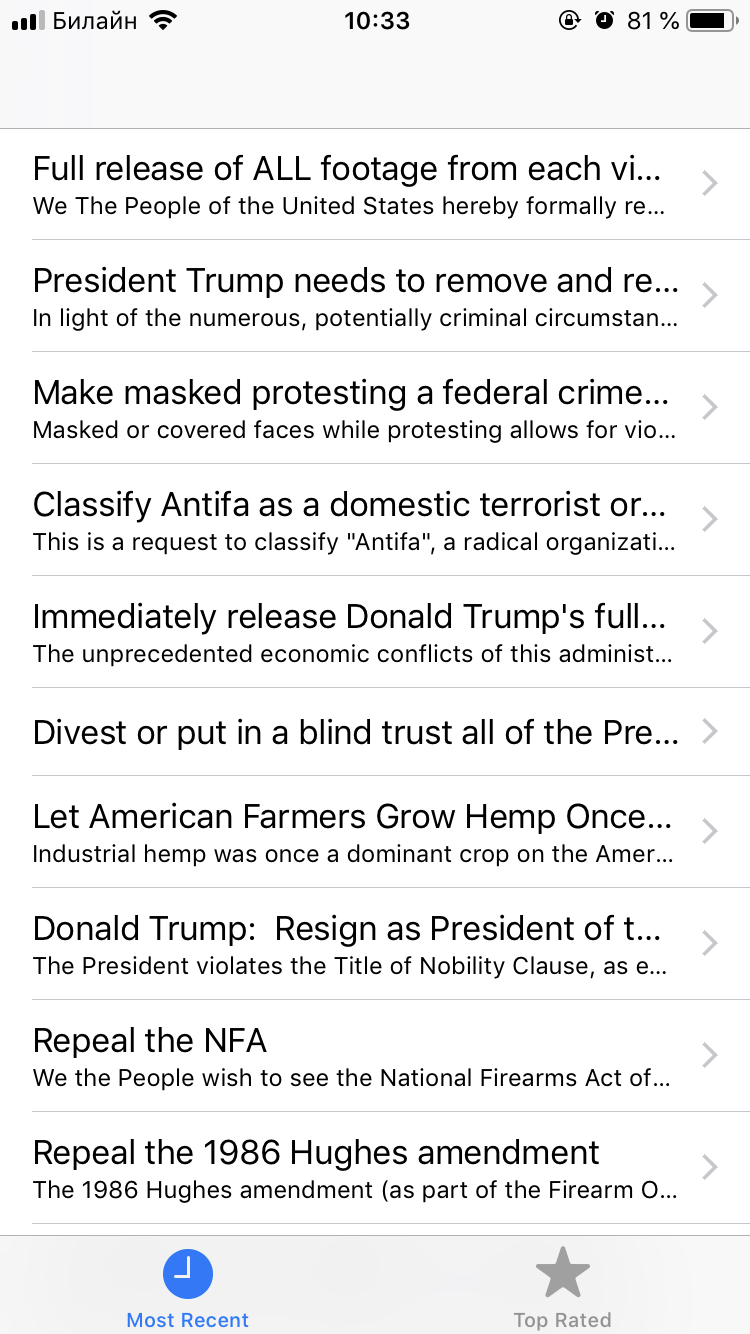 Билайн 10:33 81 %
Full release of ALL footage from each vi...
We The People of the United States hereby formally re...
President Trump needs to remove and re...
In light of the numerous, potentially criminal circumstan...
Make masked protesting a federal crime...
Masked or covered faces while protesting allows for vio...
Classify Antifa as a domestic terrorist or...
This is a request to classify "Antifa", a radical organizati...
Immediately release Donald Trump's full...
The unprecedented economic conflicts of this administ...
Divest or put in a blind trust all of the Pre...
Let American Farmers Grow Hemp Once...
Industrial hemp was once a dominant crop on the Amer...
Donald Trump:  Resign as President of t...
The President violates the Title of Nobility Clause, as e...
Repeal the NFA
We the People wish to see the National Firearms Act of...
Repeal the 1986 Hughes amendment
The 1986 Hughes amendment (as part of the Firearm O...
Most Recent Top Rated